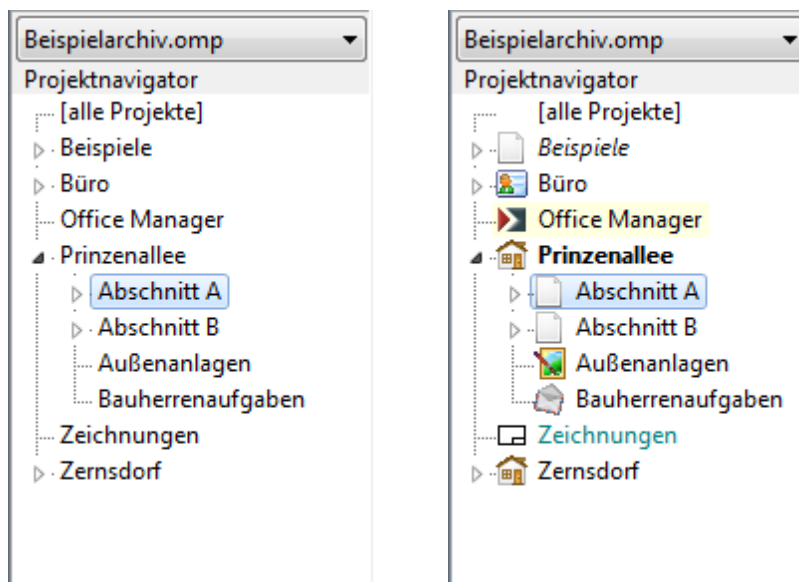 Beispielarchiv.omp
Projektnavigator
[alle Projekte]
Beispiele
Büro
Office Manager
Prinzenallee
Abschnitt A
Abschnitt B
Außenanlagen
Bauherrenaufgaben
Zeichnungen
Zernsdorf
Beispielarchiv.omp
Projektnavigator
[alle Projekte]
Beispiele
Büro
Office Manager
Prinzenallee
Abschnitt A
Abschnitt B
Außenanlagen
Bauherrenaufgaben
Zeichnungen
Zernsdorf